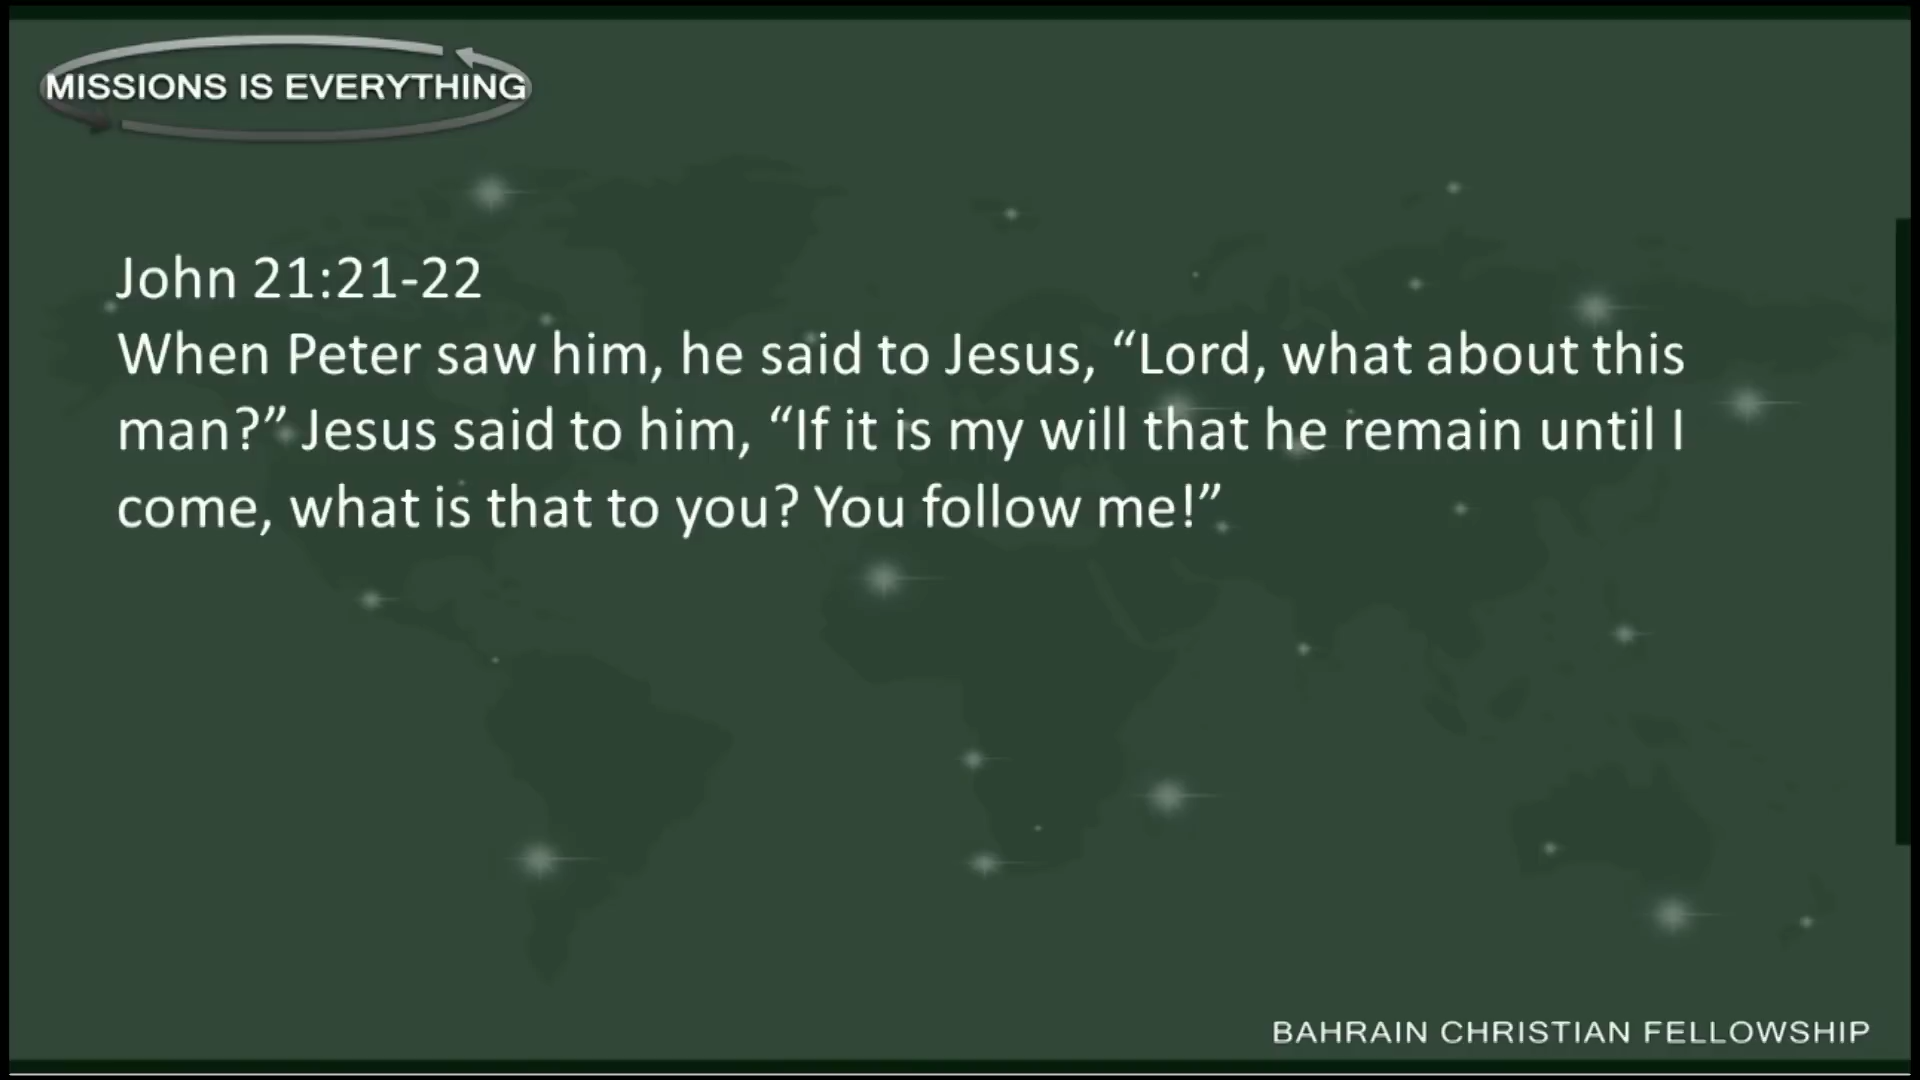 MISSIONS IS EVERYTHING
John 21:21-22
When Peter saw him, he said to Jesus, “Lord, what about this
man?” Jesus said to him, “If it is my will that he remain until I
come, what is that to you? You follow me!”
BAHRAIN CHRISTIAN FELLOWSHIP